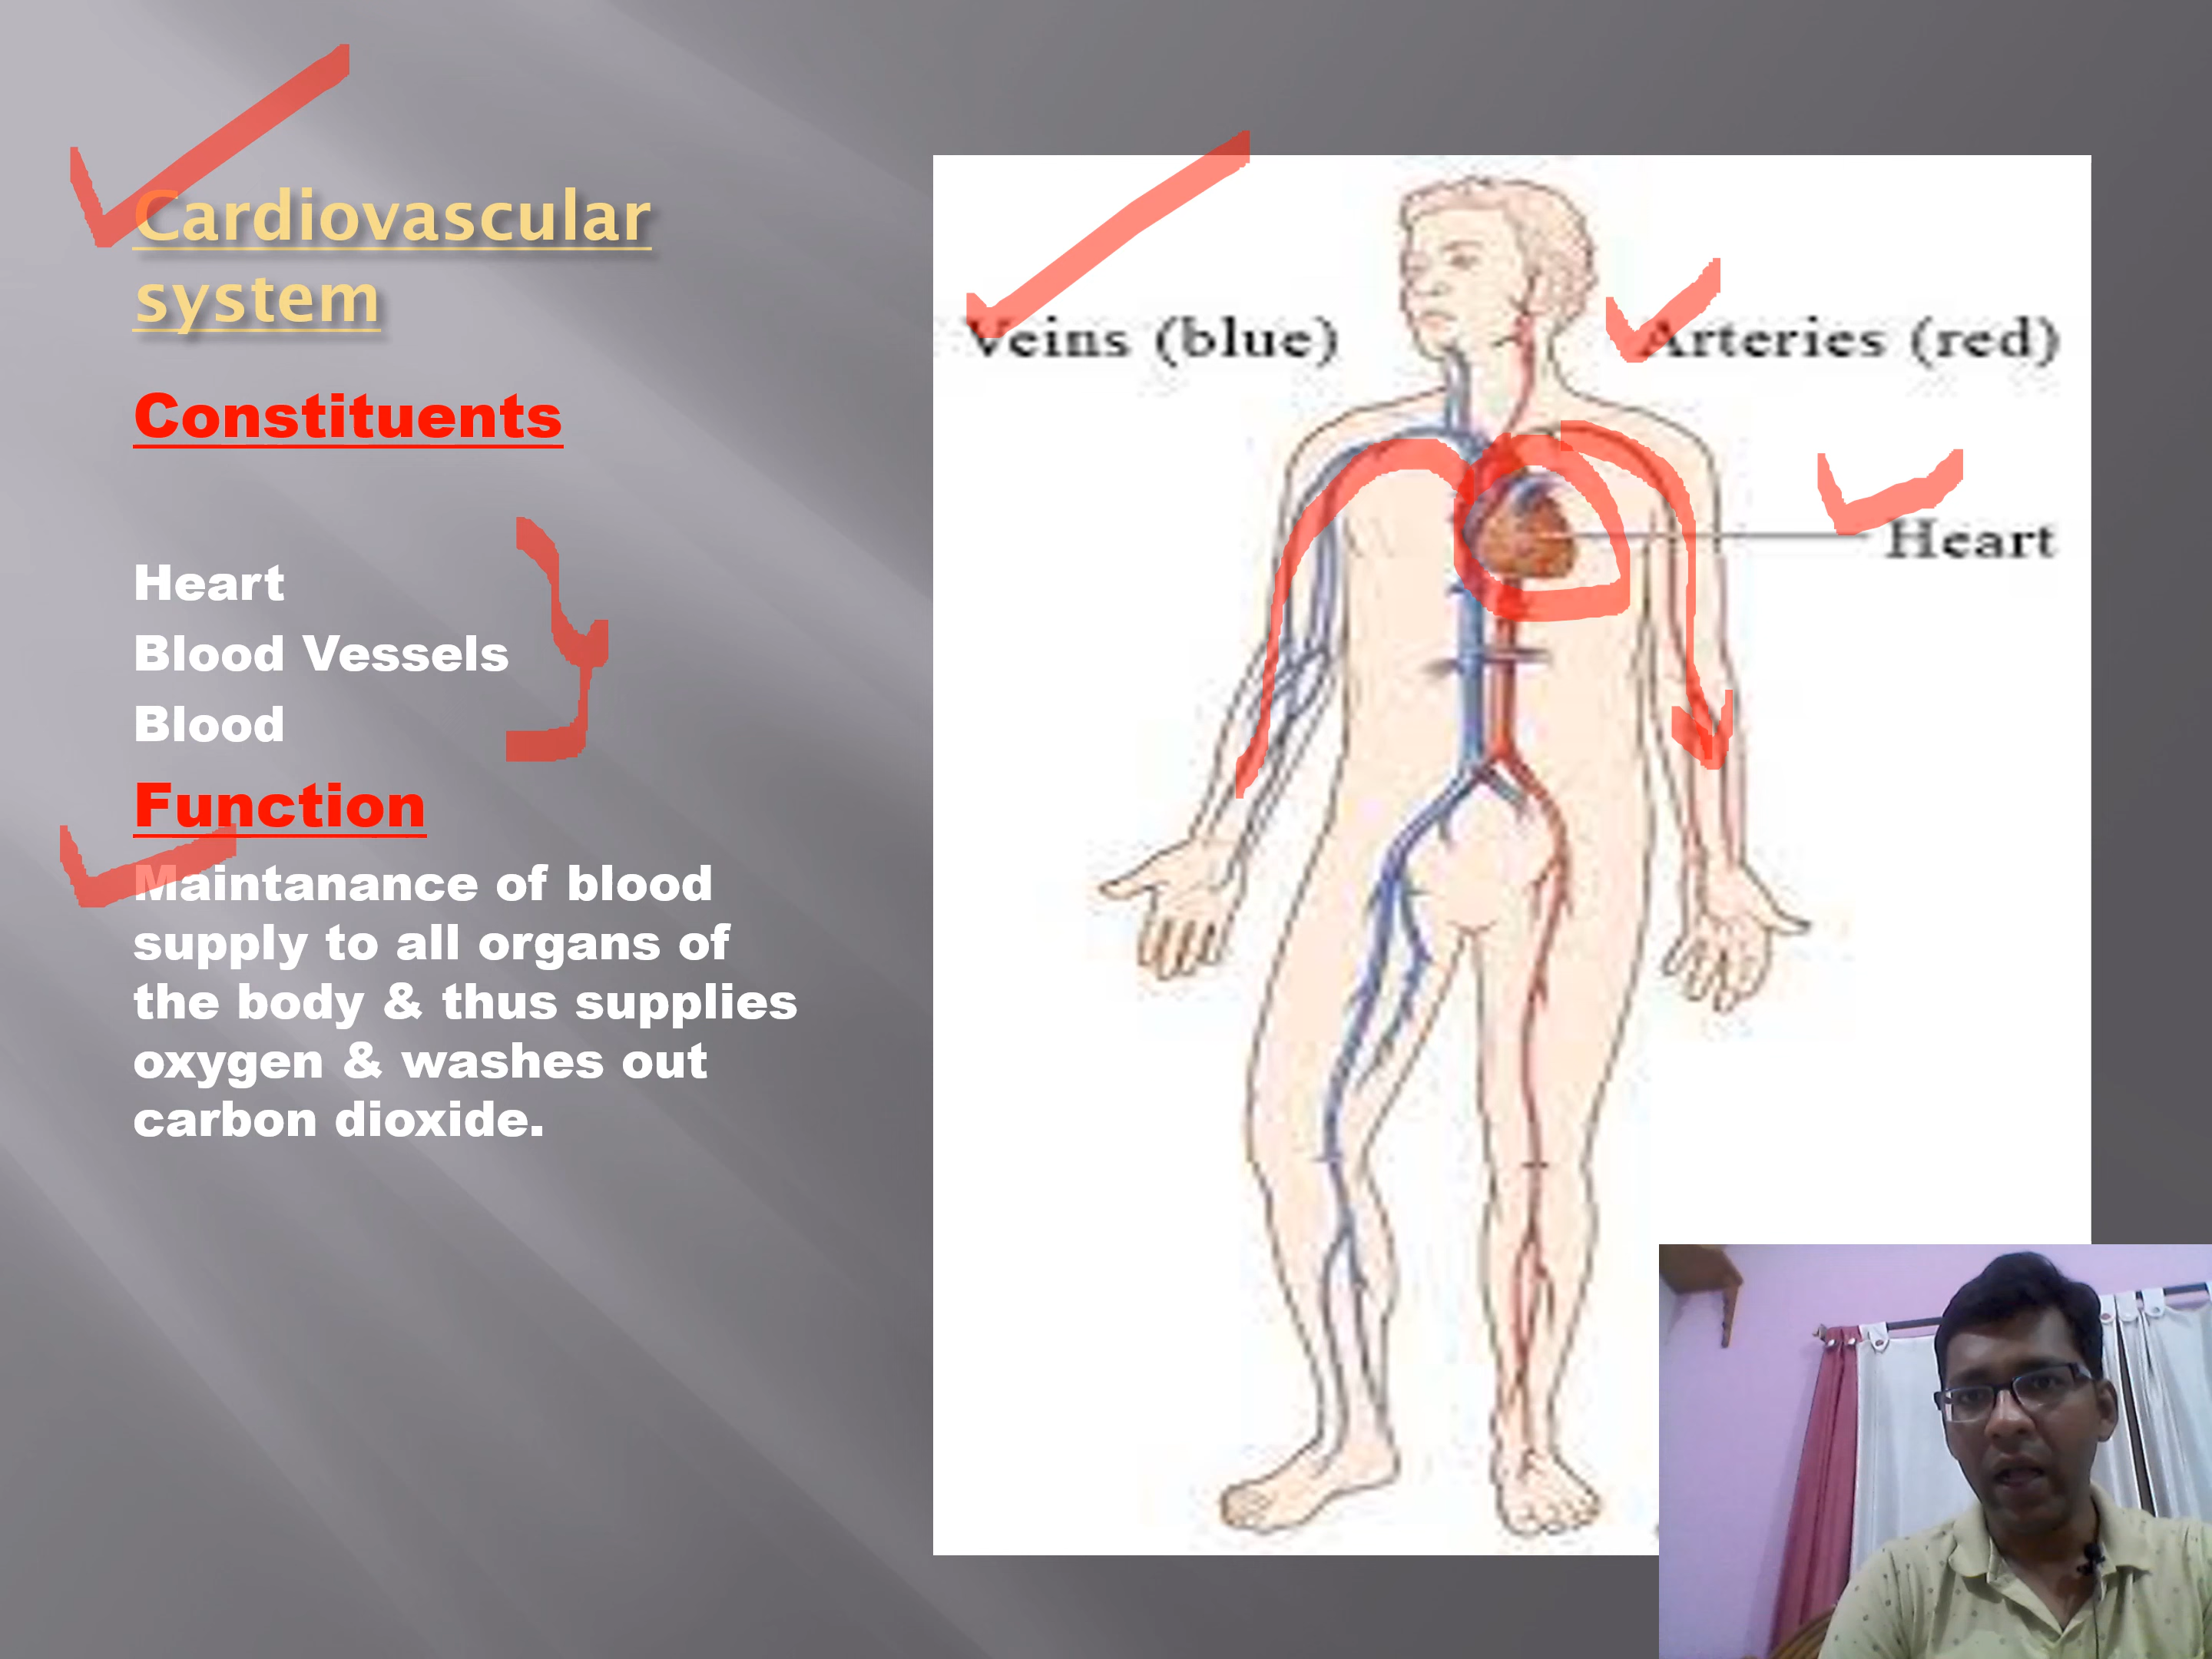 Cardiovascular
system
Constituents
Heart
Blood Vessels
Blood
Function
Maintanance of blood
supply to all organs of
the body & thus supplies
oxygen & washes out
carbon dioxide.
Veins (blue)
Arteries (red)
Heart